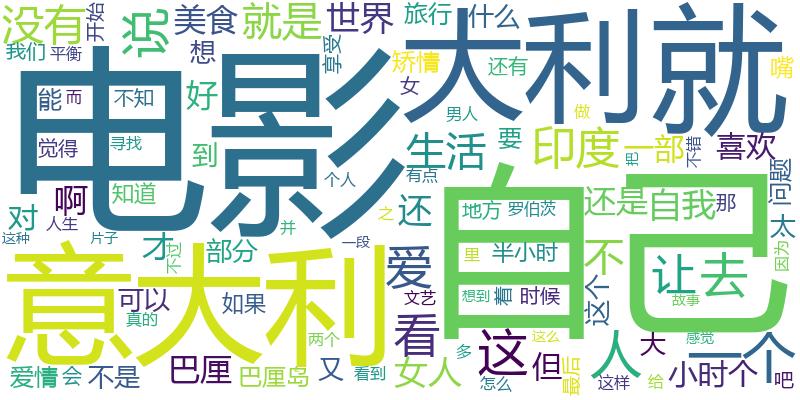 没有
开始
说
美食
就是
世界
旅行
什么
大利
就
我们
平衡
想
享受
矫情
还有
嘴
电影
能
而
不知
好
女
男人
做
觉得
寻找
到
生活
要
印度
一部
把
不错
喜欢
啊
知道
个人
有点
问题
对
人生
并
之
还
地方
罗伯茨
自己
还是
自我
那
太
这种
片子
才
不过
部分
一段
爱
里
半小时
不
让
去
因为
意大利
可以
真的
如果
文艺
想到
着
时候
这个
故事
两个
看
这
这么
人
感觉
大
一个
爱情
会
不是
巴厘
巴厘岛
又
看到
女人
多
怎么
但
最后
这样
给
小时个
吧